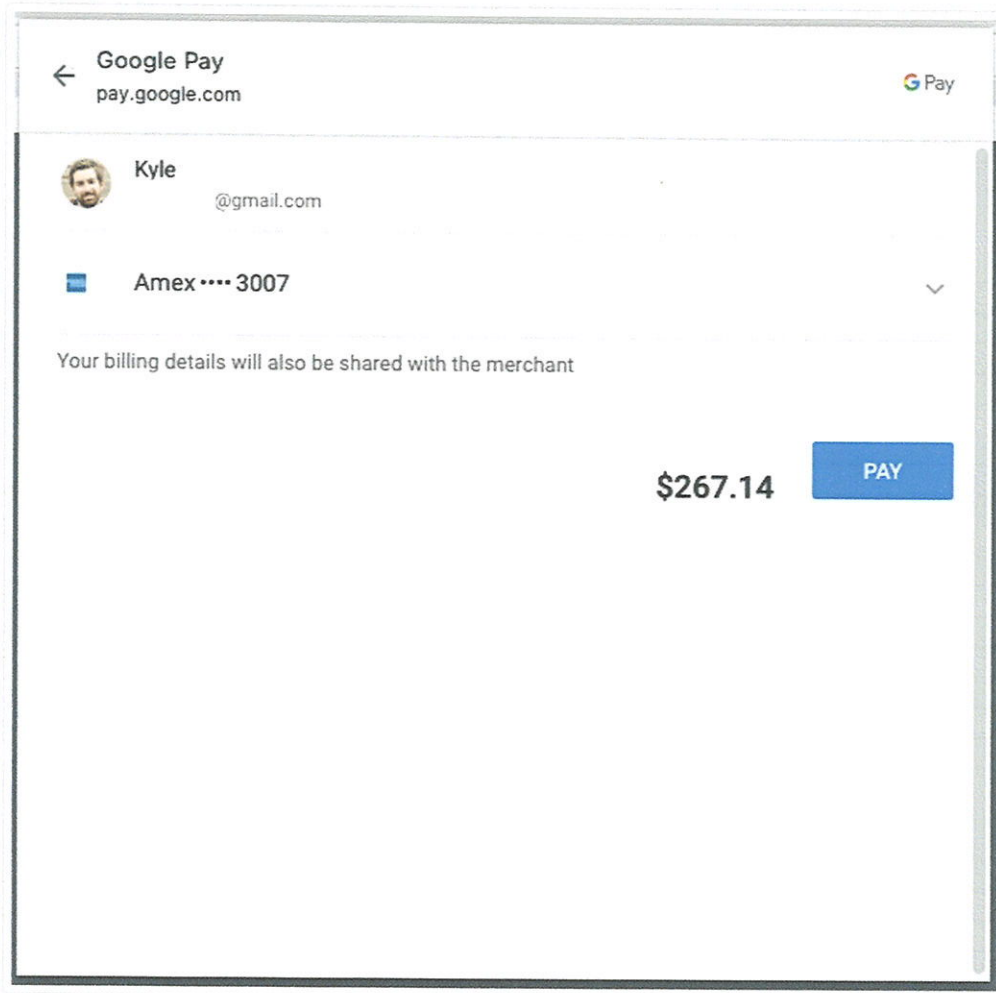 Google Pay
pay.google.com
G Pay
Kyle
@gmail.com
Amex •••• 3007
Your billing details will also be shared with the merchant
$267.14
PAY